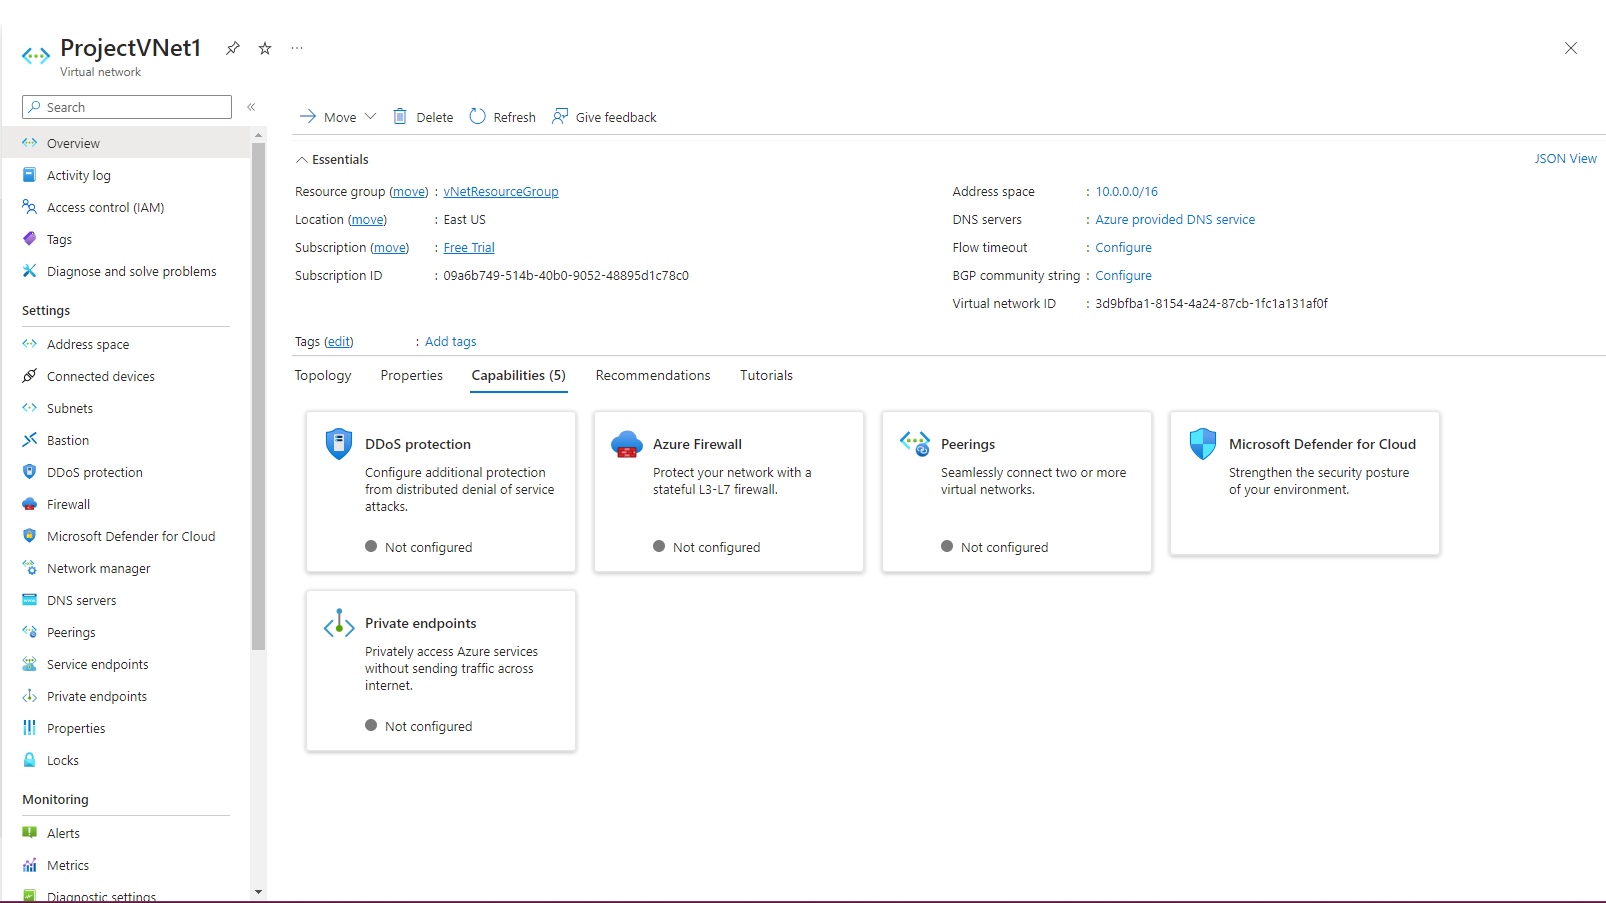 ProjectVNet1
Virtual network
Search
Overview
Activity log
Access control (IAM)
Tags
Diagnose and solve problems
Settings
Address space
Connected devices
Subnets
Bastion
DDoS protection
Firewall
Microsoft Defender for Cloud
Network manager
DNS servers
Peerings
Service endpoints
Private endpoints
Properties
Locks
Monitoring
Alerts
Metrics
Diagnostic settings
Move Delete Refresh Give feedback
Essentials
JSON View
Resource group (move) : vNetResourceGroup
Location (move) : East US
Subscription (move) : Free Trial
Subscription ID : 09a6b749-514b-40b0-9052-48895d1c78c0
Address space : 10.0.0.0/16
DNS servers : Azure provided DNS service
Flow timeout : Configure
BGP community string : Configure
Virtual network ID : 3d9bfba1-8154-4a24-87cb-1fc1a131af0f
Tags (edit) : Add tags
Topology Properties Capabilities (5) Recommendations Tutorials
DDoS protection
Configure additional protection
from distributed denial of service
attacks.
Not configured
Azure Firewall
Protect your network with a
stateful L3-L7 firewall.
Not configured
Peerings
Seamlessly connect two or more
virtual networks.
Not configured
Microsoft Defender for Cloud
Strengthen the security posture
of your environment.
Private endpoints
Privately access Azure services
without sending traffic across
internet.
Not configured